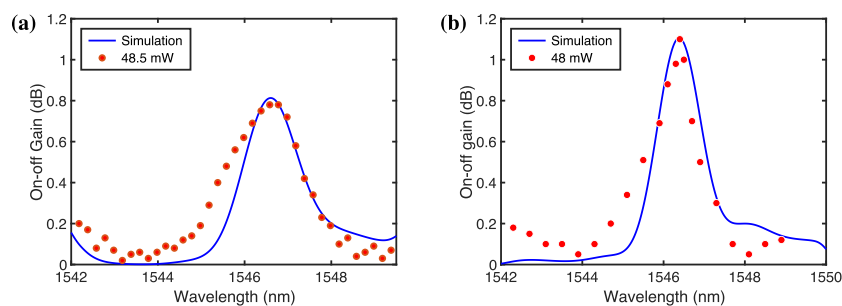 (a)
1.2
1
0.8
0.6
0.4
0.2
0
On-off Gain (dB)
Simulation
48.5 mW
1542
1544
1546
1548
Wavelength (nm)
(b)
1.2
1
0.8
0.6
0.4
0.2
0
On-off gain (dB)
Simulation
48 mW
1542
1544
1546
1548
1550
Wavelength (nm)